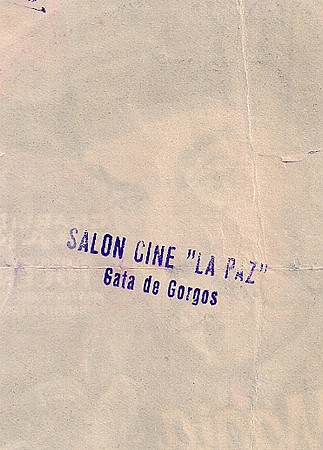 SALON CINE "LA PAZ"
Gata de Gorgos